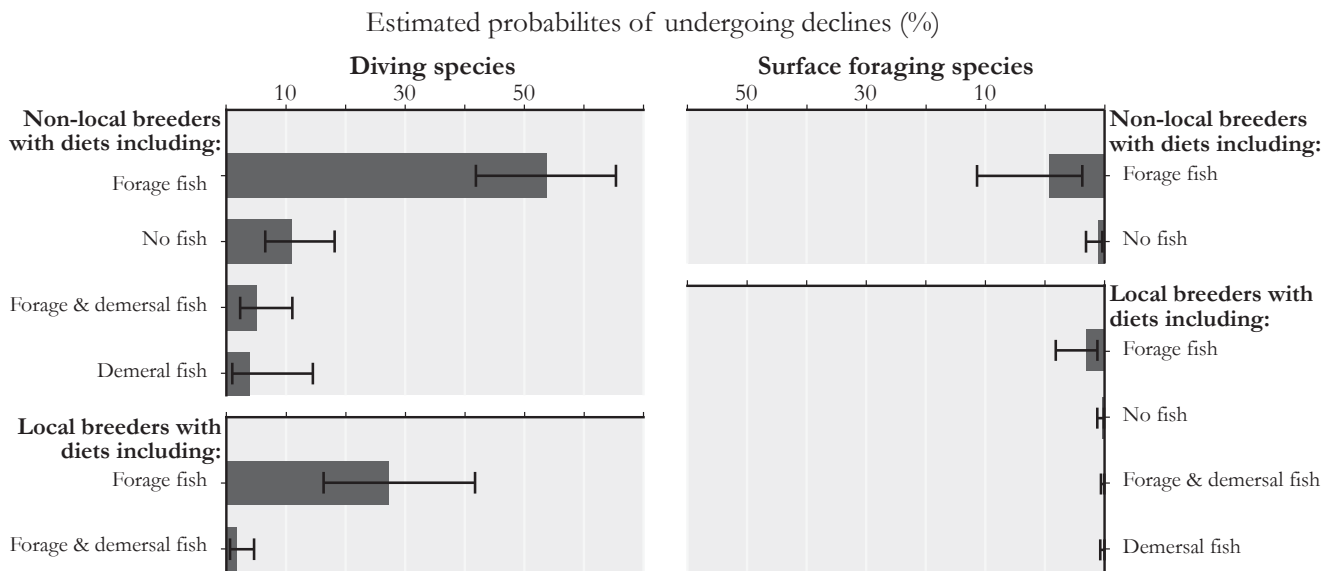 Estimated probabilites of undergoing declines (%)
Diving species
10 30 50
Non-local breeders
with diets including:
Forage fish
No fish
Forage & demersal fish
Demeral fish
Local breeders with
diets including:
Forage fish
Forage & demersal fish
Surface foraging species
50 30 10
Non-local breeders
with diets including:
Forage fish
No fish
Local breeders with
diets including:
Forage fish
No fish
Forage & demersal fish
Demersal fish